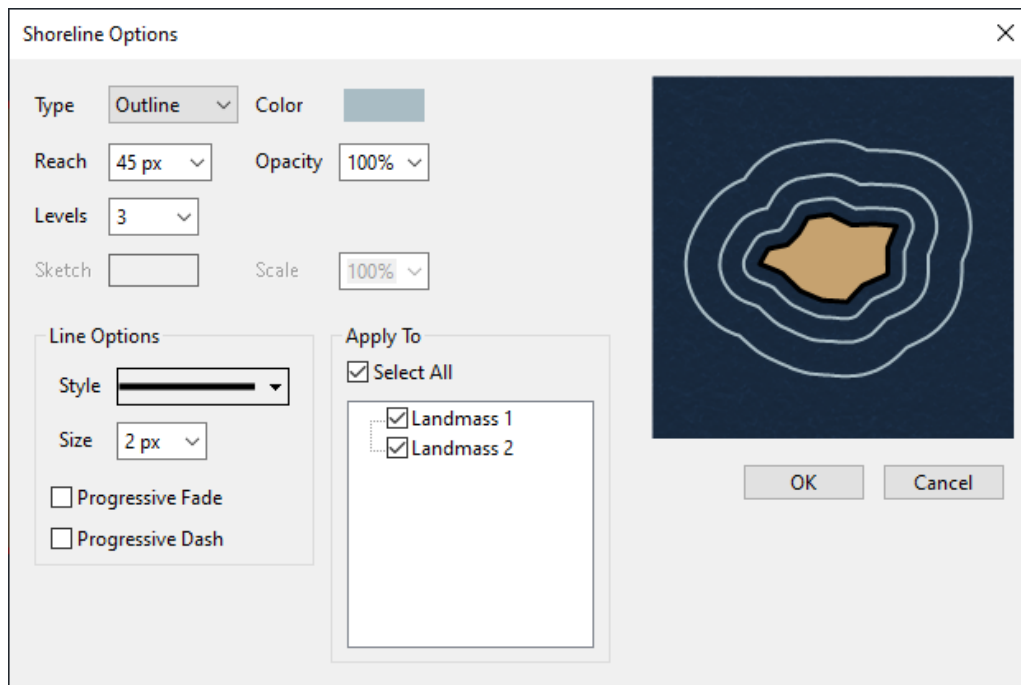 Shoreline Options
Type Outline Color
Reach 45 px Opacity 100%
Levels 3
Sketch Scale 100%
Line Options
Style
Size 2 px
Progressive Fade
Progressive Dash
Apply To
Select All
Landmass 1
Landmass 2
OK Cancel